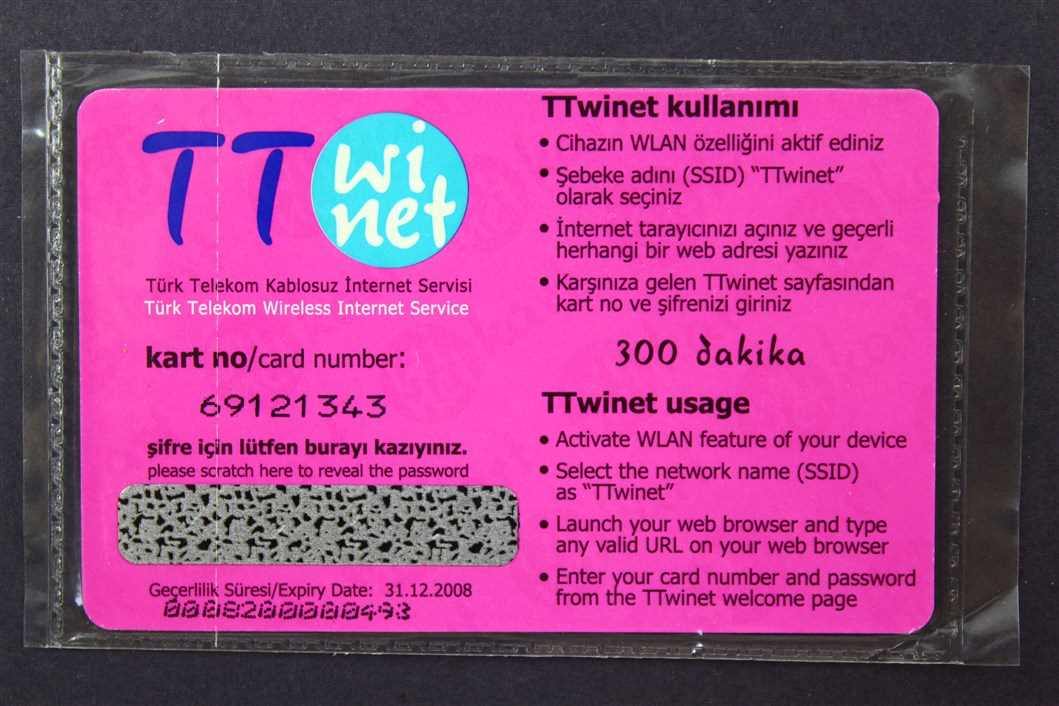 TT wi net
Türk Telekom Kablosuz İnternet Servisi
Türk Telekom Wireless Internet Service
kart no/card number:
69121343
şifre için lütfen burayı kazıyınız.
please scratch here to reveal the password
Geçerlilik Süresi/Expiry Date: 31.12.2008
0008200000493
TTwinet kullanımı
• Cihazın WLAN özelliğini aktif ediniz
• Şebeke adını (SSID) “TTwinet”
olarak seçiniz
• İnternet tarayıcınızı açınız ve geçerli
herhangi bir web adresi yazınız
• Karşınıza gelen TTwinet sayfasından
kart no ve şifrenizi giriniz
300 dakika
TTwinet usage
• Activate WLAN feature of your device
• Select the network name (SSID)
as “TTwinet”
• Launch your web browser and type
any valid URL on your web browser
• Enter your card number and password
from the TTwinet welcome page